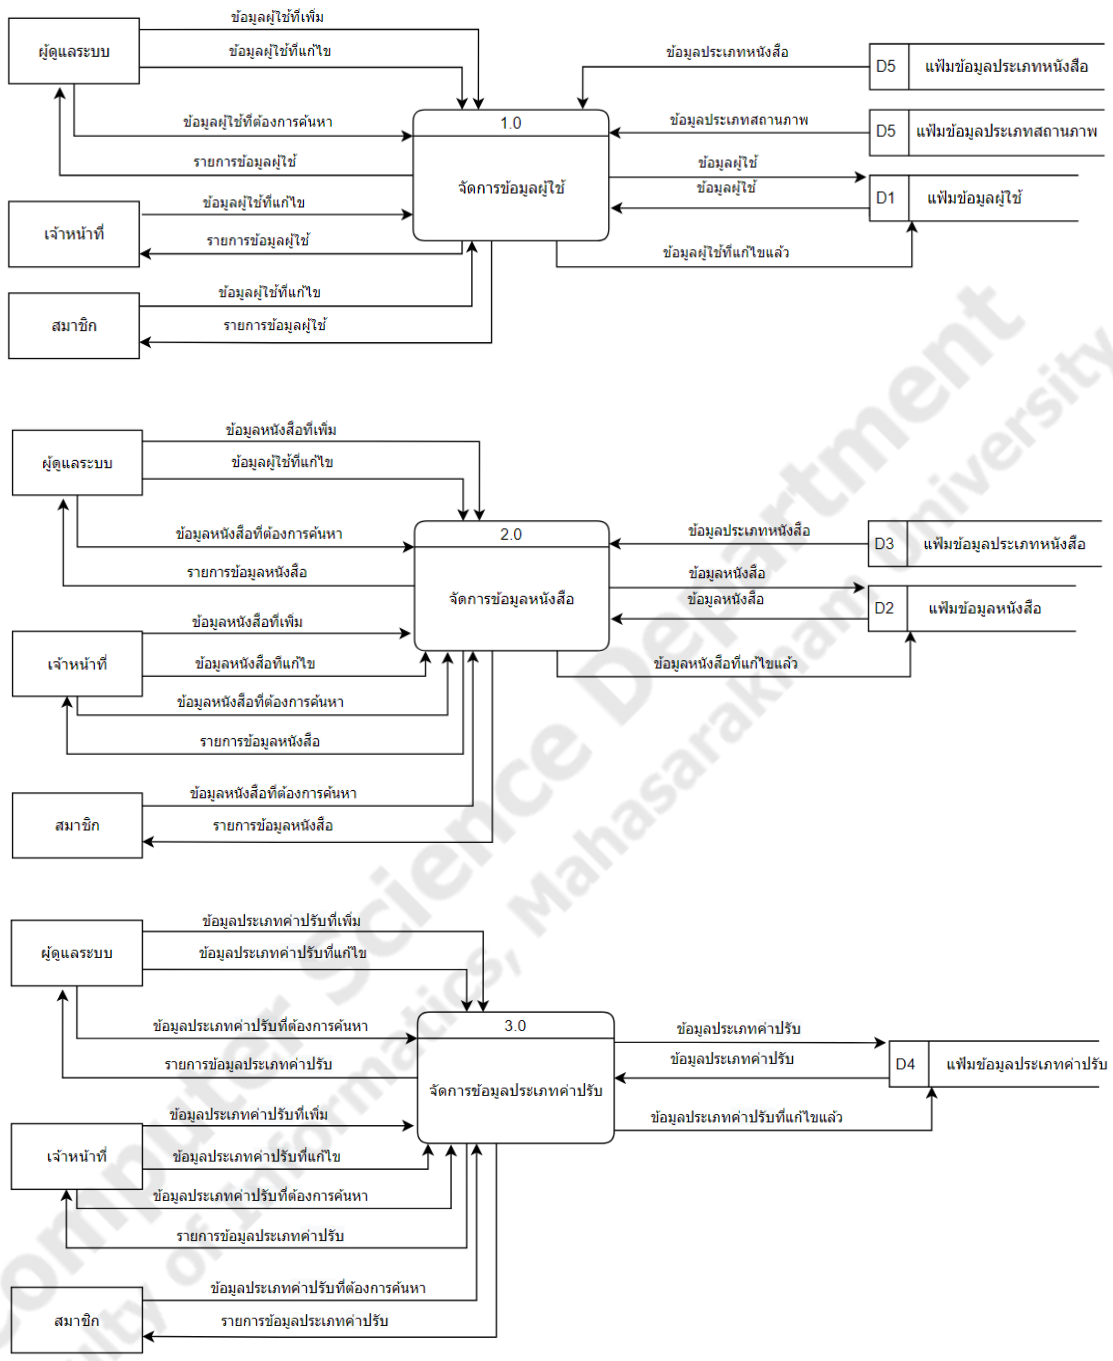 ข้อมูลผู้ใช้ที่เพิ่ม
ผู้ดูแลระบบ
ข้อมูลผู้ใช้ที่แก้ไข
ข้อมูลประเภทหนังสือ
D5 แฟ้มข้อมูลประเภทหนังสือ
ข้อมูลผู้ใช้ที่ต้องการค้นหา
1.0
ข้อมูลประเภทสถานภาพ
D5 แฟ้มข้อมูลประเภทสถานภาพ
รายการข้อมูลผู้ใช้
จัดการข้อมูลผู้ใช้
ข้อมูลผู้ใช้
ข้อมูลผู้ใช้
D1 แฟ้มข้อมูลผู้ใช้
ข้อมูลผู้ใช้ที่แก้ไข
เจ้าหน้าที่
รายการข้อมูลผู้ใช้
ข้อมูลผู้ใช้ที่แก้ไขแล้ว
ข้อมูลผู้ใช้ที่แก้ไข
สมาชิก
รายการข้อมูลผู้ใช้
ข้อมูลหนังสือที่เพิ่ม
ผู้ดูแลระบบ
ข้อมูลผู้ใช้ที่แก้ไข
ข้อมูลหนังสือที่ต้องการค้นหา
2.0
ข้อมูลประเภทหนังสือ
D3 แฟ้มข้อมูลประเภทหนังสือ
รายการข้อมูลหนังสือ
จัดการข้อมูลหนังสือ
ข้อมูลหนังสือ
ข้อมูลหนังสือ
D2 แฟ้มข้อมูลหนังสือ
ข้อมูลหนังสือที่เพิ่ม
เจ้าหน้าที่
ข้อมูลหนังสือที่แก้ไข
ข้อมูลหนังสือที่แก้ไขแล้ว
ข้อมูลหนังสือที่ต้องการค้นหา
รายการข้อมูลหนังสือ
ข้อมูลหนังสือที่ต้องการค้นหา
สมาชิก
รายการข้อมูลหนังสือ
ข้อมูลประเภทค่าปรับที่เพิ่ม
ผู้ดูแลระบบ
ข้อมูลประเภทค่าปรับที่แก้ไข
ข้อมูลประเภทค่าปรับที่ต้องการค้นหา
3.0
ข้อมูลประเภทค่าปรับ
รายการข้อมูลประเภทค่าปรับ
ข้อมูลประเภทค่าปรับ
D4 แฟ้มข้อมูลประเภทค่าปรับ
จัดการข้อมูลประเภทค่าปรับ
ข้อมูลประเภทค่าปรับที่เพิ่ม
ข้อมูลประเภทค่าปรับที่แก้ไขแล้ว
เจ้าหน้าที่
ข้อมูลประเภทค่าปรับที่แก้ไข
ข้อมูลประเภทค่าปรับที่ต้องการค้นหา
รายการข้อมูลประเภทค่าปรับ
ข้อมูลประเภทค่าปรับที่ต้องการค้นหา
สมาชิก
รายการข้อมูลประเภทค่าปรับ
Computer Science Department
Faculty of Informatics, Mahasarakham University